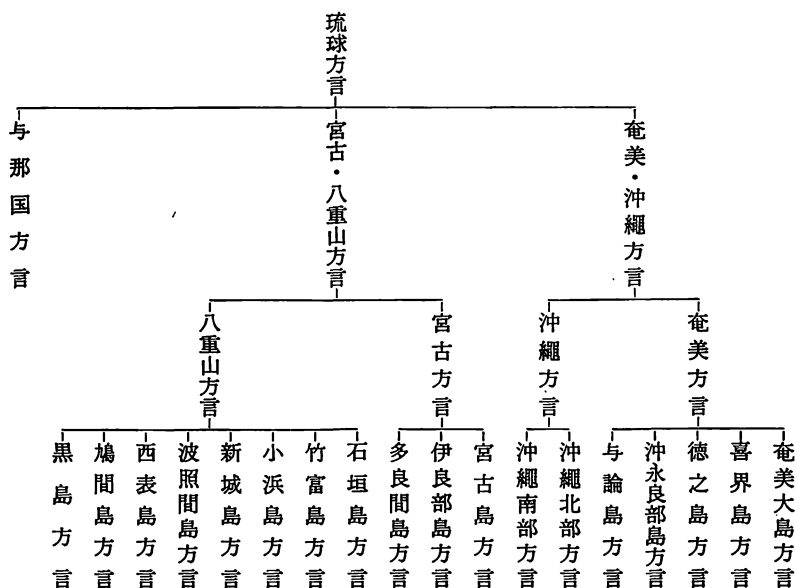 琉球方言
奄美・沖縄方言
宮古・八重山方言
与那国方言
奄美方言
沖縄方言
宮古方言
八重山方言
奄美大島方言
喜界島方言
徳之島方言
沖永良部島方言
与論島方言
沖縄北部方言
沖縄南部方言
宮古島方言
伊良部島方言
多良間島方言
石垣島方言
竹富島方言
小浜島方言
新城島方言
波照間島方言
西表島方言
鳩間島方言
黒島方言